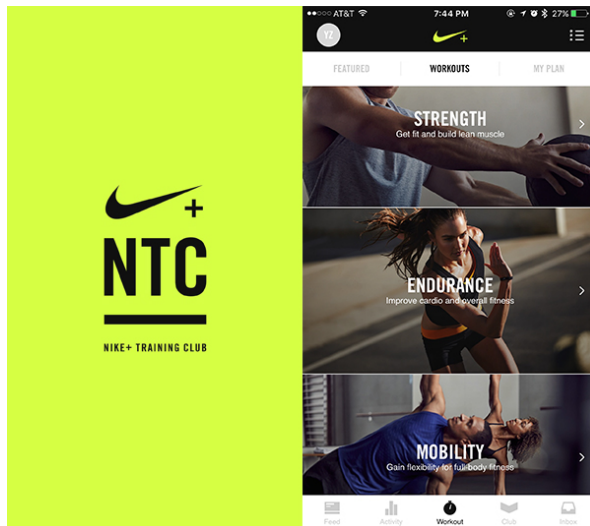 +
NTC
NIKE+ TRAINING CLUB
AT&T 7:44 PM 27%
YZ +
FEATURED WORKOUTS MY PLAN
STRENGTH
Get fit and build lean muscle
ENDURANCE
Improve cardio and overall fitness
MOBILITY
Gain flexibility for full-body fitness
Feed Activity Workout Club Inbox